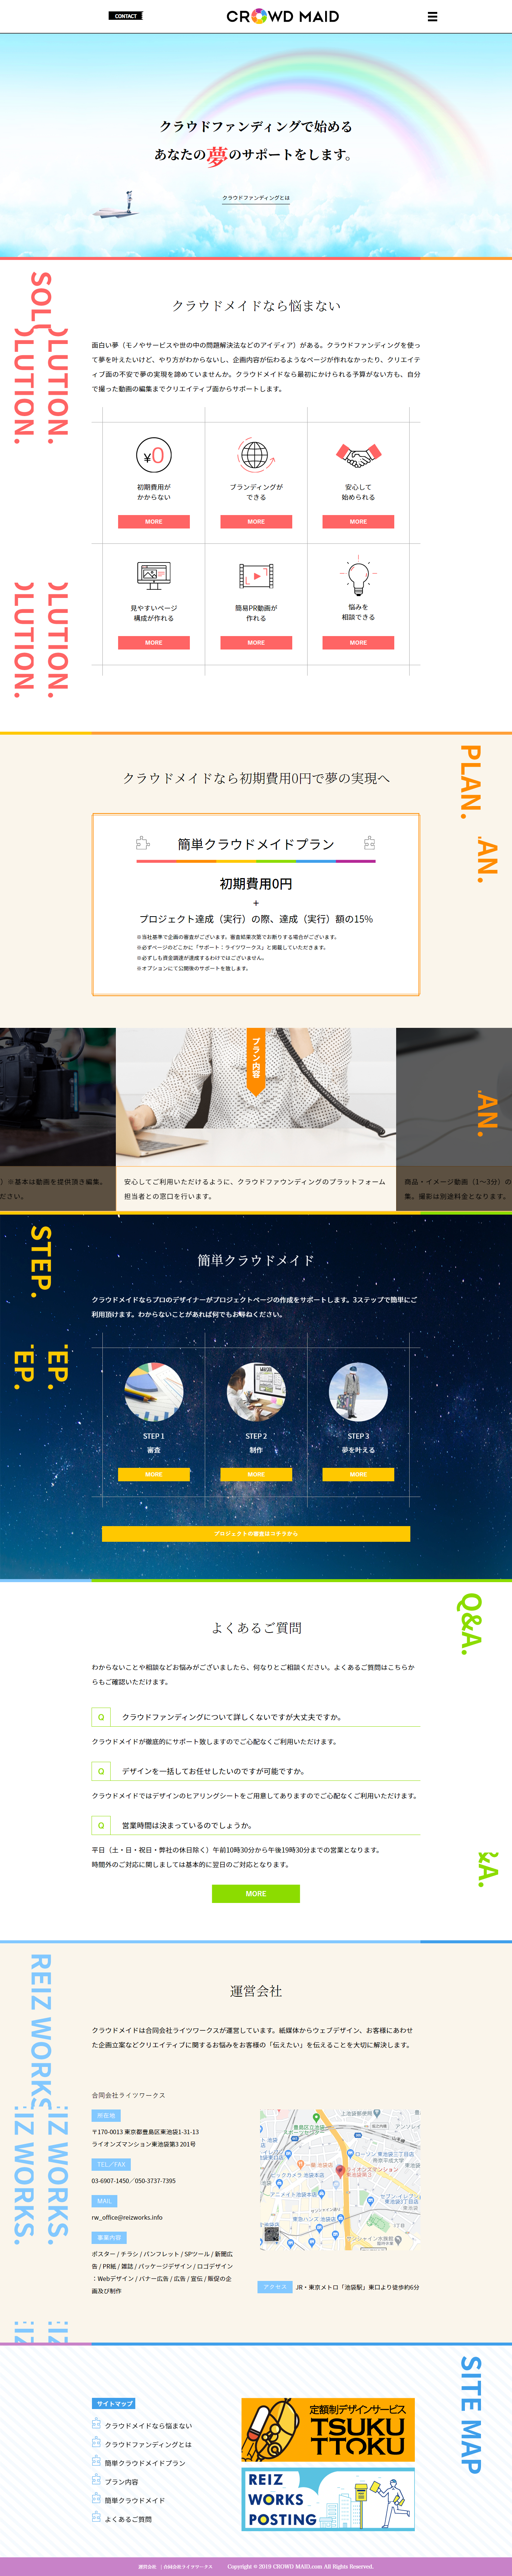 CONTACT
CROWD MAID
クラウドファンディングで始める
あなたの夢のサポートをします。
クラウドファンディングとは
SOL
OLUTION.
OLUTION.
クラウドメイドなら悩まない
面白い夢（モノやサービスや世の中の問題解決法などのアイディア）がある。クラウドファンディングを使っ
て夢を叶えたいけど、やり方がわからないし、企画内容が伝わるようなページが作れなかったり、クリエイティ
ブ面の不安で夢の実現を諦めていませんか。クラウドメイドなら最初にかけられる予算がない方も、自分
で撮った動画の編集までクリエイティブ面からサポートします。
¥0
初期費用が
かからない
MORE
ブランディングが
できる
MORE
安心して
始められる
MORE
見やすいページ
構成が作れる
MORE
簡易PR動画が
作れる
MORE
悩みを
相談できる
MORE
OLUTION.
OLUTION.
PLAN.
AN.
クラウドメイドなら初期費用0円で夢の実現へ
簡単クラウドメイドプラン
初期費用0円
+
プロジェクト達成（実行）の際、達成（実行）額の15%
※当社基準で企画の審査がございます。審査結果次第でお断りする場合がございます。
※必ずページのどこかに『サポート：ライツワークス』と掲載していただきます。
※必ずしも資金調達が達成するわけではございません。
※オプションにて公開後のサポートを致します。
プラン内容
AN.
）※基本は動画を提供頂き編集。
ださい。
安心してご利用いただけるように、クラウドファウンディングのプラットフォーム
担当者との窓口を行います。
商品・イメージ動画（1〜3分）の
集。撮影は別途料金となります。
STEP.
EP.
EP.
簡単クラウドメイド
クラウドメイドならプロのデザイナーがプロジェクトページの作成をサポートします。3ステップで簡単にご
利用頂けます。わからないことがあれば何でもお尋ねください。
STEP 1
審査
MORE
STEP 2
制作
MORE
STEP 3
夢を叶える
MORE
プロジェクトの審査はコチラから
Q&A.
よくあるご質問
わからないことや相談などお悩みがございましたら、何なりとご相談ください。よくあるご質問はこちらか
らもご確認いただけます。
Q クラウドファンディングについて詳しくないですが大丈夫ですか。
クラウドメイドが徹底的にサポート致しますのでご心配なくご利用いただけます。
Q デザインを一括してお任せしたいのですが可能ですか。
クラウドメイドではデザインのヒアリングシートをご用意してありますのでご心配なくご利用いただけます。
Q 営業時間は決まっているのでしょうか。
平日（土・日・祝日・弊社の休日除く）午前10時30分から午後19時30分までの営業となります。
時間外のご対応に関しましては基本的に翌日のご対応となります。
&A.
MORE
REIZ WORKS
IZ WORKS.
IZ WORKS.
運営会社
クラウドメイドは合同会社ライツワークスが運営しています。紙媒体からウェブデザイン、お客様にあわせ
た企画立案などクリエイティブに関するお悩みをお客様の「伝えたい」を伝えることを大切に解決します。
合同会社ライツワークス
所在地
〒170-0013 東京都豊島区東池袋1-31-13
ライオンズマンション東池袋第3 201号
TEL／FAX
03-6907-1450／050-3737-7395
MAIL
rw_office@reizworks.info
事業内容
ポスター / チラシ / パンフレット / SPツール / 新聞広
告 / PR紙 / 雑誌 / パッケージデザイン / ロゴデザイン
: Webデザイン / バナー広告 / 広告 / 宣伝 / 販促の企
画及び制作
アクセス JR・東京メトロ「池袋駅」東口より徒歩約6分
SITE MAP
サイトマップ
クラウドメイドなら悩まない
クラウドファンディングとは
簡単クラウドメイドプラン
プラン内容
簡単クラウドメイド
よくあるご質問
定額制デザインサービス
TSUKU
TTOKU
REIZ
WORKS
POSTING
運営会社 ｜合同会社ライツワークス Copyright © 2019 CROWD MAID.com All Rights Reserved.